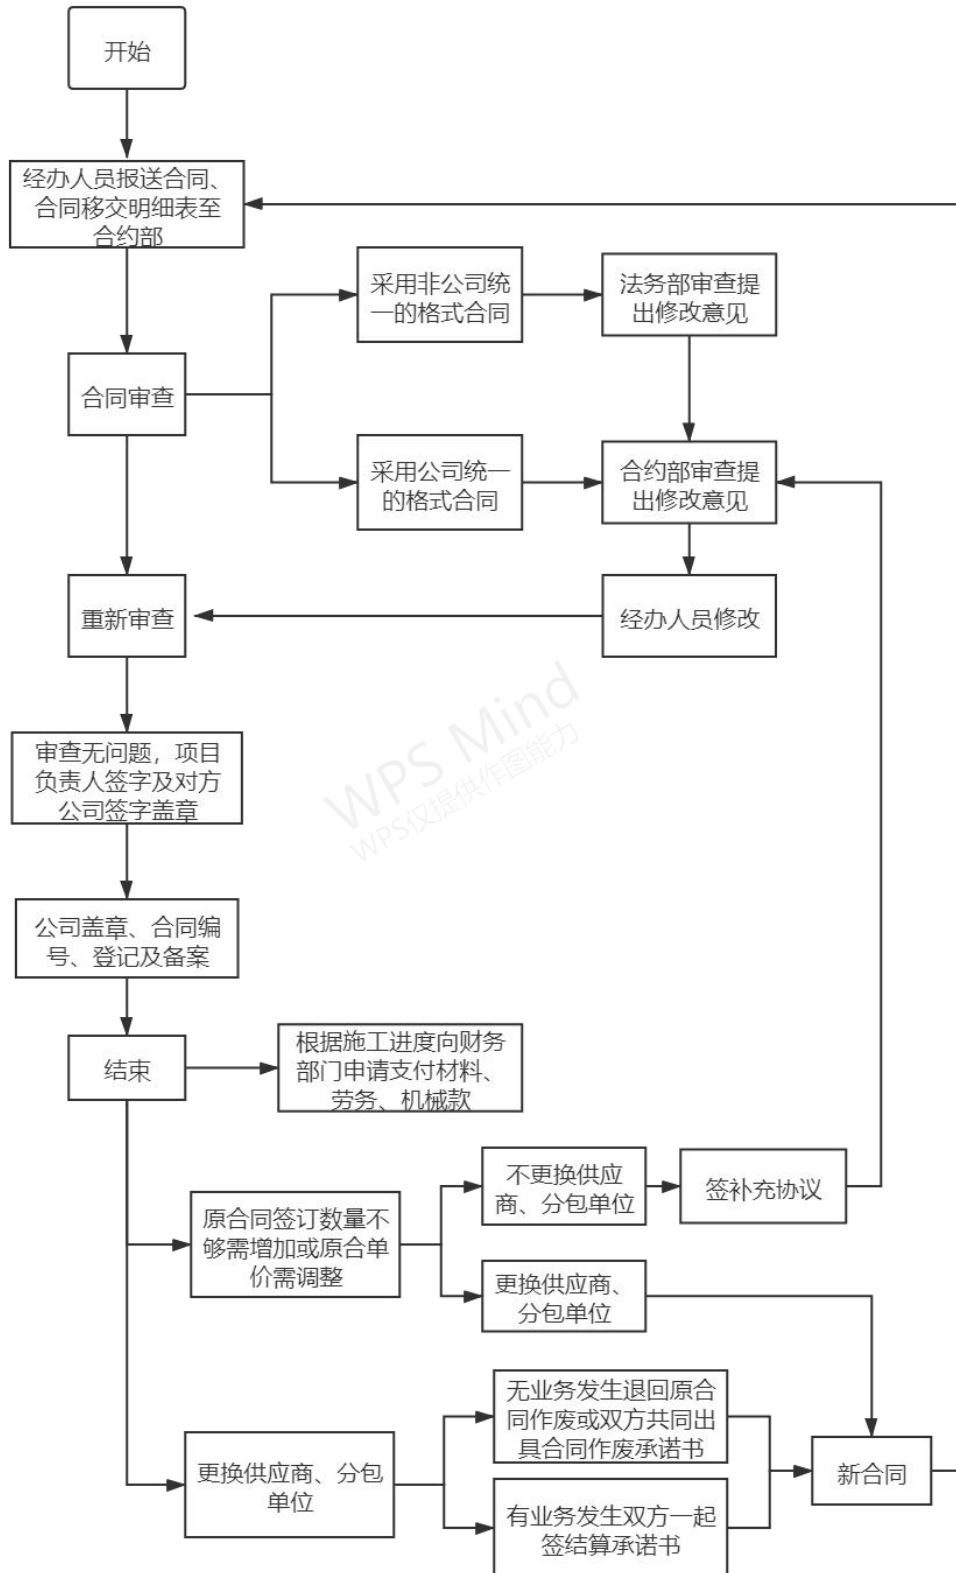 开始
经办人员报送合同、
合同移交明细表至
合约部
采用非公司统
一的格式合同
法务部审查提
出修改意见
合同审查
采用公司统一
的格式合同
合约部审查提
出修改意见
重新审查
经办人员修改
WPS Mind
WPS仅提供作图能力
审查无问题，项目
负责人签字及对方
公司签字盖章
公司盖章、合同编
号、登记及备案
结束
根据施工进度向财务
部门申请支付材料、
劳务、机械款
原合同签订数量不
够需增加或原合单
价需调整
不更换供应
商、分包单位
签补充协议
更换供应商、
分包单位
更换供应商、分包
单位
无业务发生退回原合
同作废或双方共同出
具合同作废承诺书
有业务发生双方一起
签结算承诺书
新合同